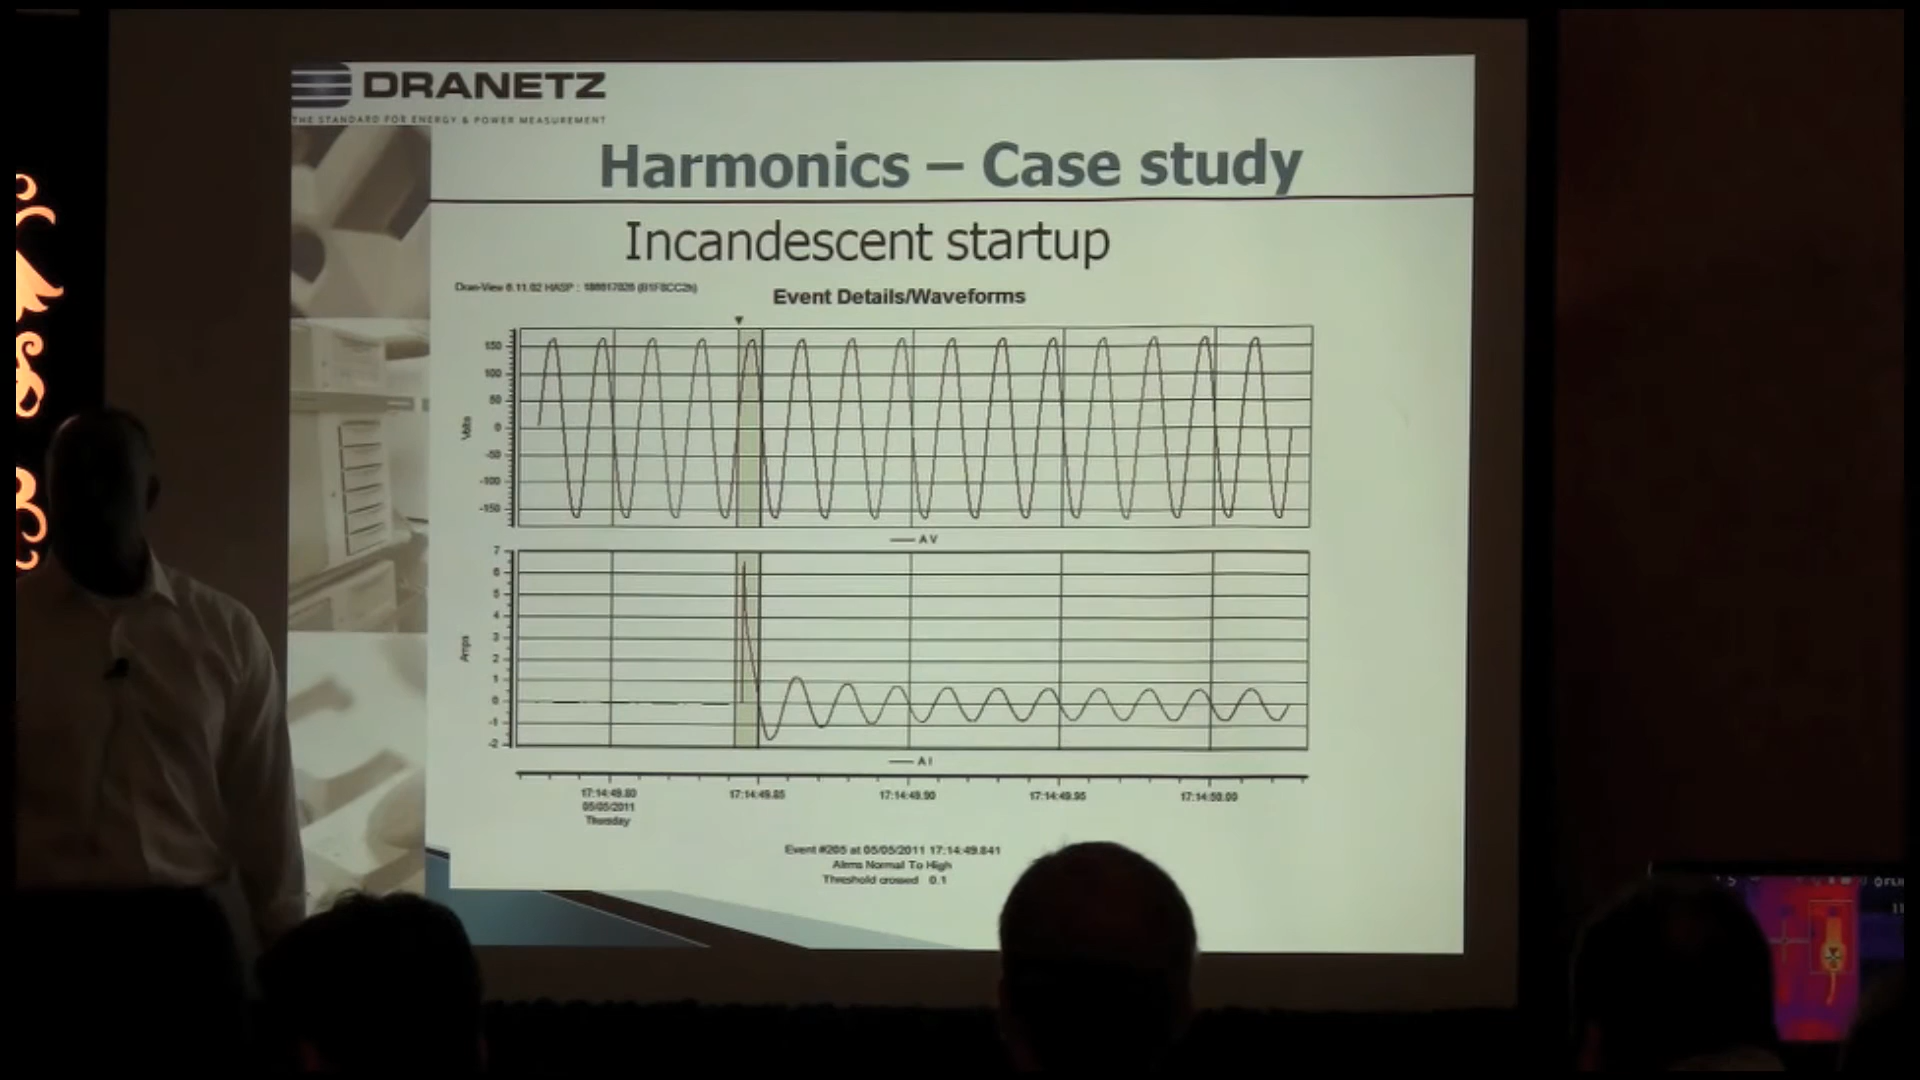 DRANETZ
THE STANDARD FOR ENERGY & POWER MEASUREMENT
Harmonics – Case study
Incandescent startup
Event Details/Waveforms
150
100
50
0
-50
-100
-150
Volts
A V
7
6
5
4
3
2
1
0
-1
-2
Amps
A I
17:14:49.80
17:14:49.85
17:14:49.90
17:14:49.95
17:14:50.00
05/05/2011
Thursday
Event #205 at 05/05/2011 17:14:49.841
Normal To High
Threshold crossed 0.1